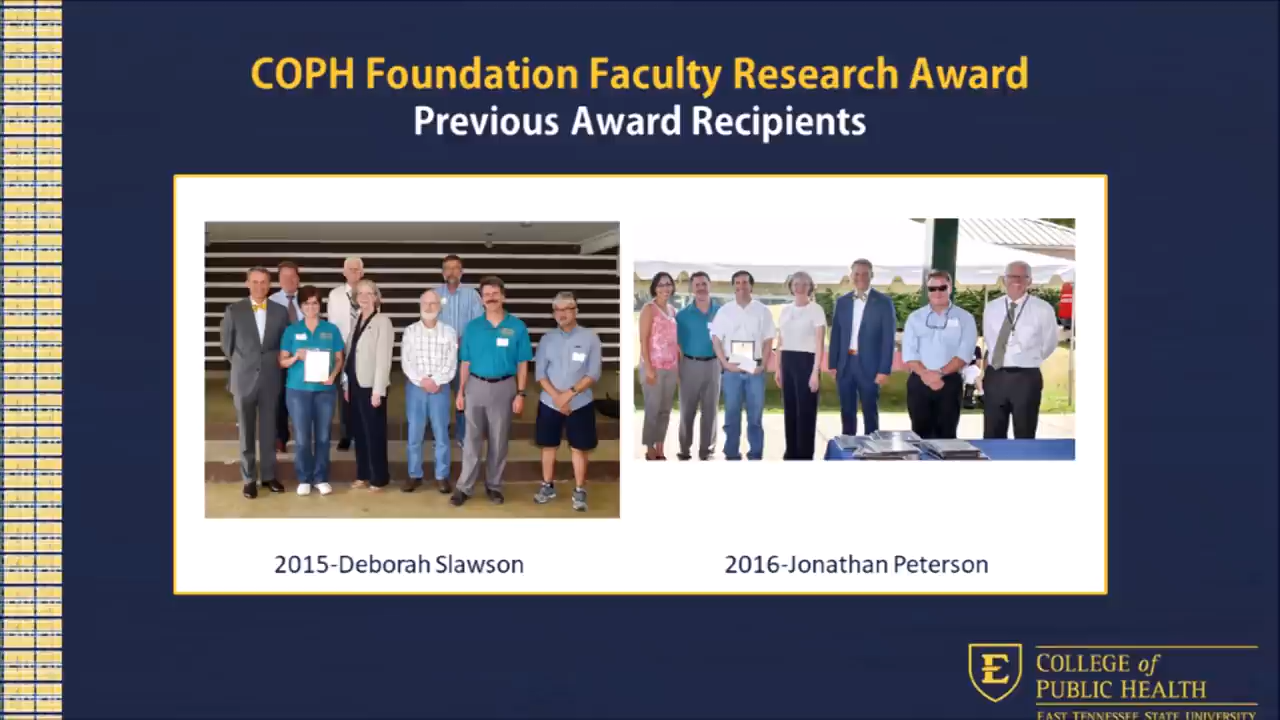 COPH Foundation Faculty Research Award
Previous Award Recipients
2015-Deborah Slawson
2016-Jonathan Peterson
E
COLLEGE of
PUBLIC HEALTH
EAST TENNESSEE STATE UNIVERSITY